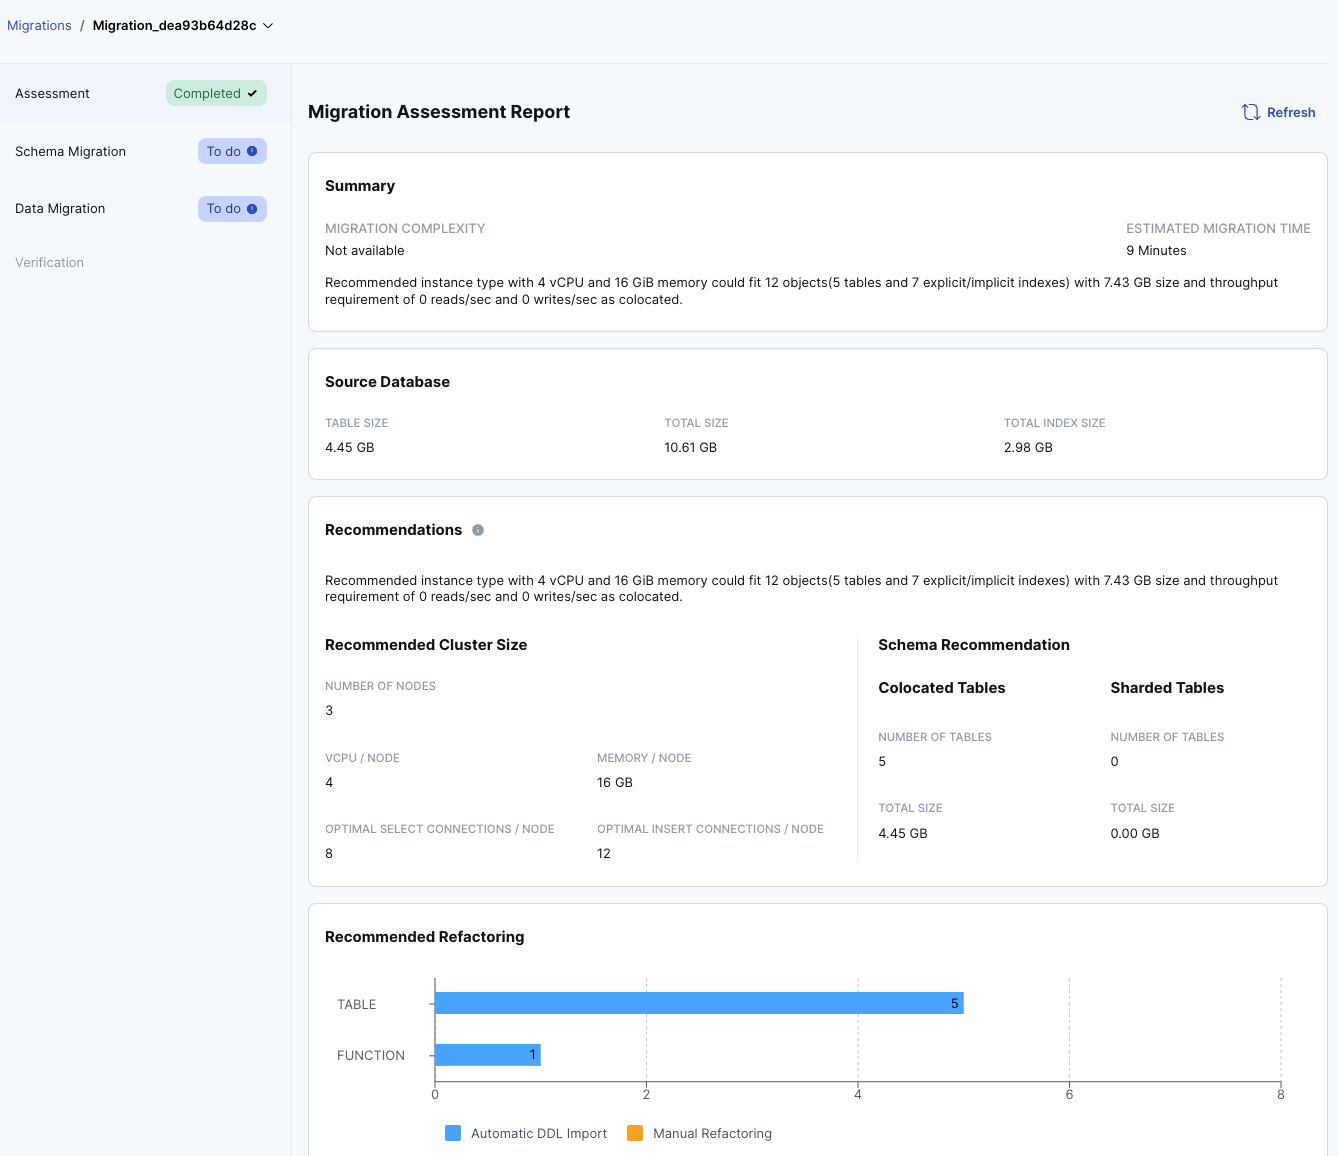 Migrations / Migration_dea93b64d28c
Assessment
Completed
Schema Migration
To do
Data Migration
To do
Verification
Migration Assessment Report
Refresh
Summary
MIGRATION COMPLEXITY
Not available
ESTIMATED MIGRATION TIME
9 Minutes
Recommended instance type with 4 vCPU and 16 GiB memory could fit 12 objects(5 tables and 7 explicit/implicit indexes) with 7.43 GB size and throughput
requirement of 0 reads/sec and 0 writes/sec as colocated.
Source Database
TABLE SIZE
4.45 GB
TOTAL SIZE
10.61 GB
TOTAL INDEX SIZE
2.98 GB
Recommendations
Recommended instance type with 4 vCPU and 16 GiB memory could fit 12 objects(5 tables and 7 explicit/implicit indexes) with 7.43 GB size and throughput
requirement of 0 reads/sec and 0 writes/sec as colocated.
Recommended Cluster Size
NUMBER OF NODES
3
VCPU / NODE
4
MEMORY / NODE
16 GB
OPTIMAL SELECT CONNECTIONS / NODE
8
OPTIMAL INSERT CONNECTIONS / NODE
12
Schema Recommendation
Colocated Tables
NUMBER OF TABLES
5
TOTAL SIZE
4.45 GB
Sharded Tables
NUMBER OF TABLES
0
TOTAL SIZE
0.00 GB
Recommended Refactoring
TABLE
5
FUNCTION
1
0 2 4 6 8
Automatic DDL Import
Manual Refactoring